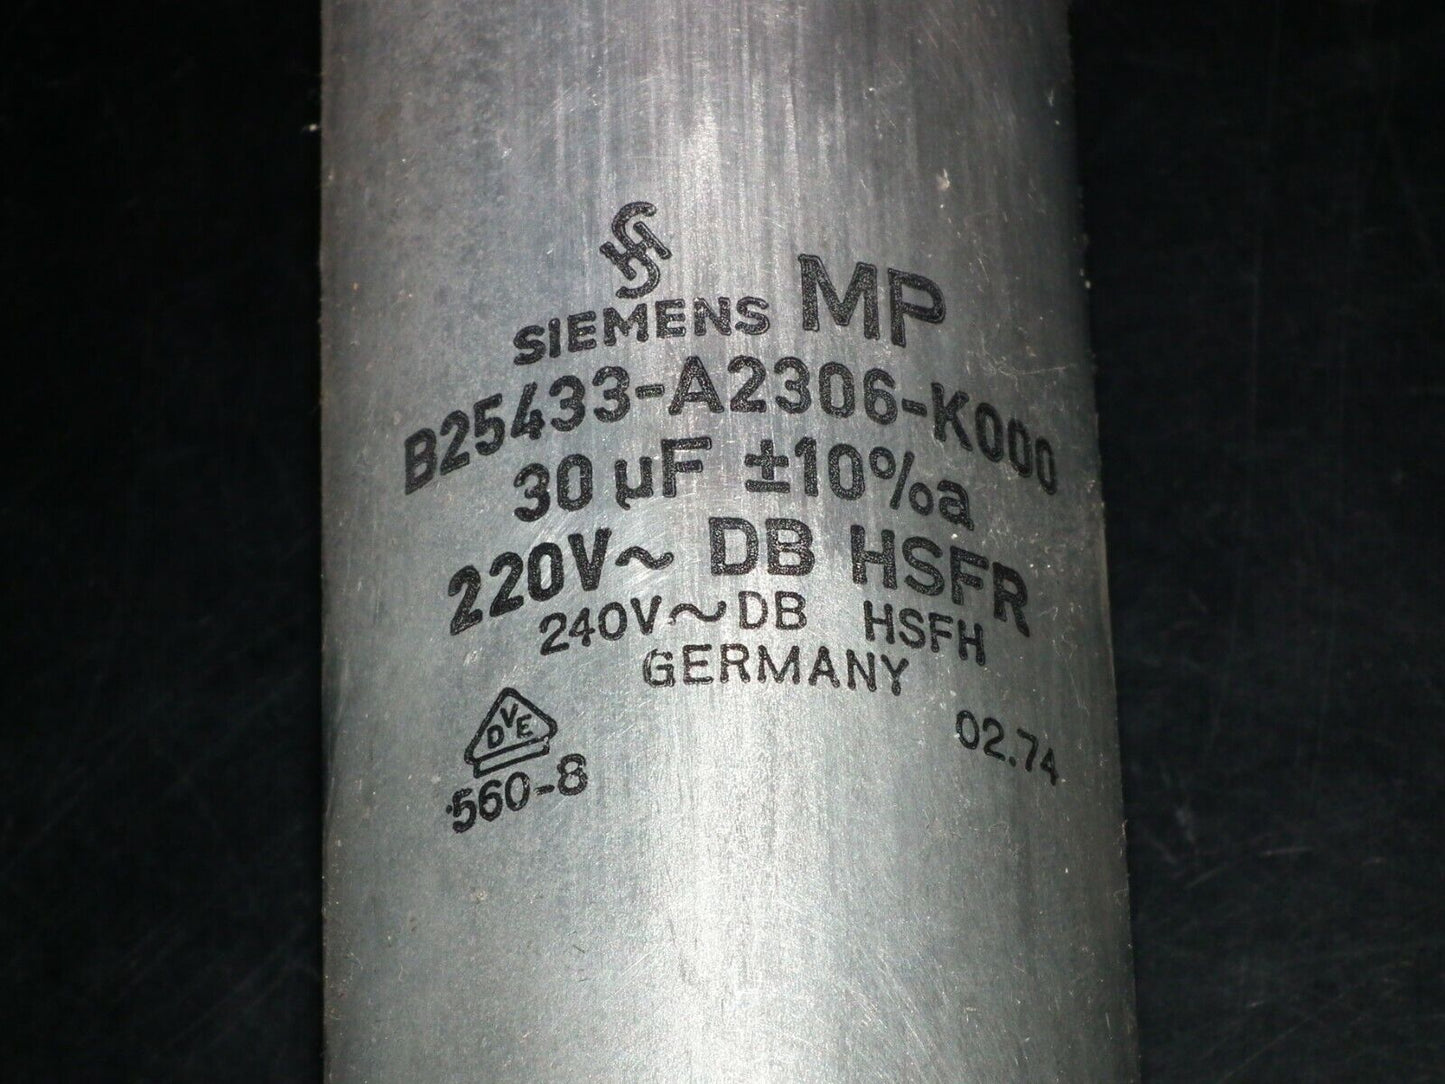 SIEMENS MP
B25433-A2306-K000
30 µF ±10%a
220V~ DB HSFR
240V~DB HSFH
GERMANY
DVE
560-8
02.74